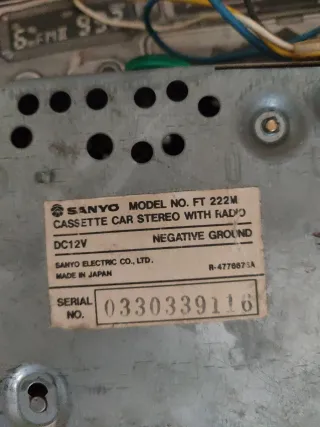 SANYO MODEL NO. FT 222M
CASSETTE CAR STEREO WITH RADIO
DC12V NEGATIVE GROUND
SANYO ELECTRIC CO., LTD.
MADE IN JAPAN
SERIAL NO. 0330339116